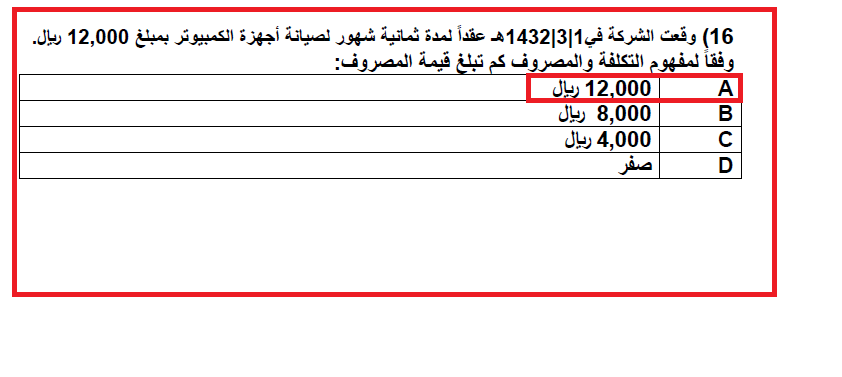 16) وقعت الشركة في1|3|1432هـ عقداً لمدة ثمانية شهور لصيانة أجهزة الكمبيوتر بمبلغ 12,000 ريال.
وفقاً لمفهوم التكلفة والمصروف كم تبلغ قيمة المصروف:
A 12,000 ريال
B 8,000 ريال
C 4,000 ريال
D صفر